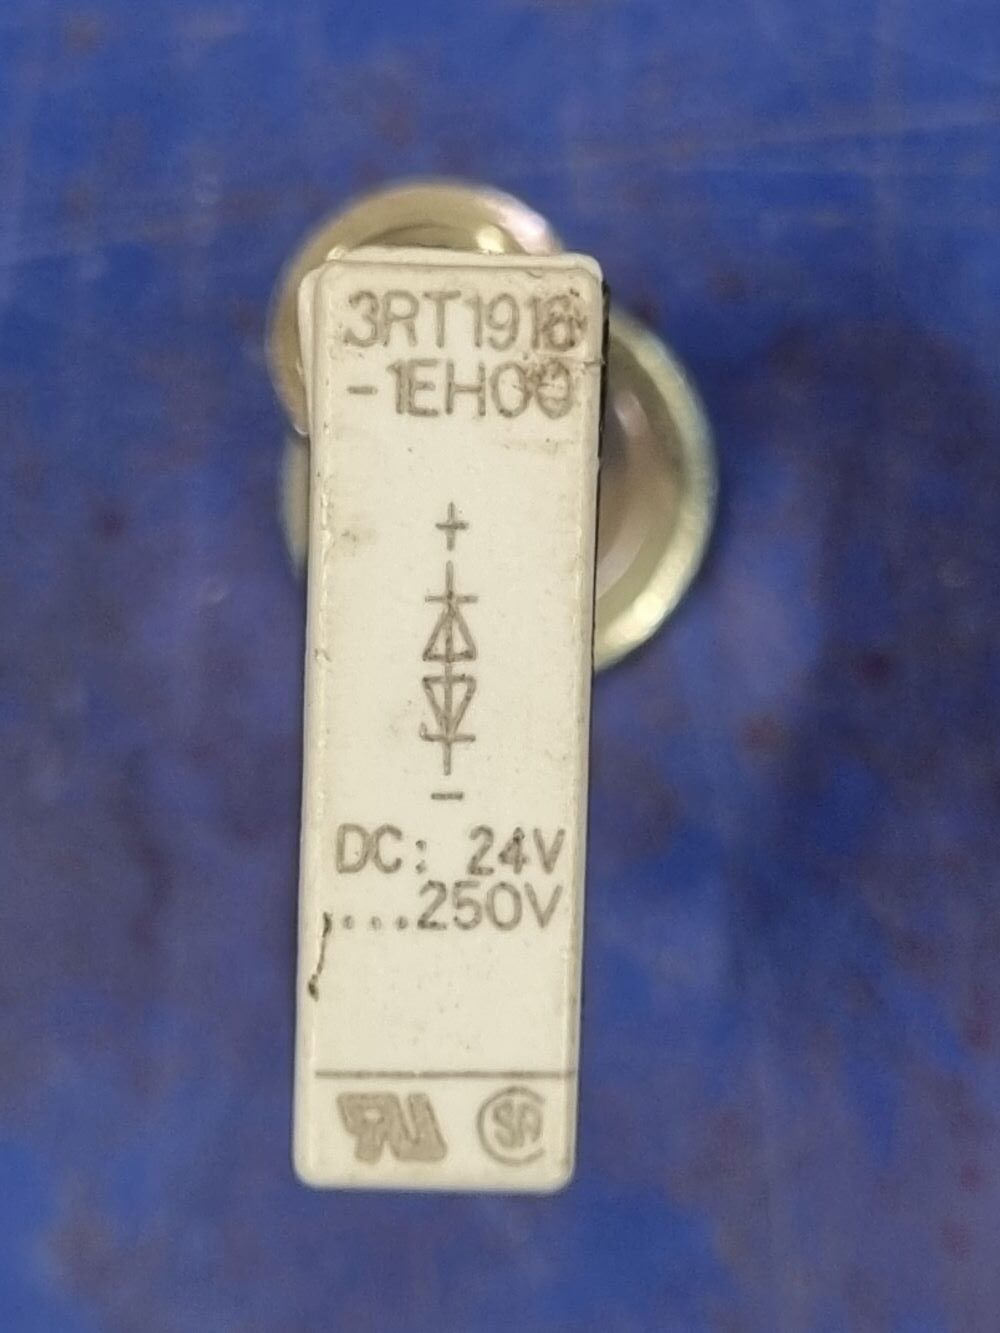 3RT1916
-1EH00
+
-
DC: 24V
....250V